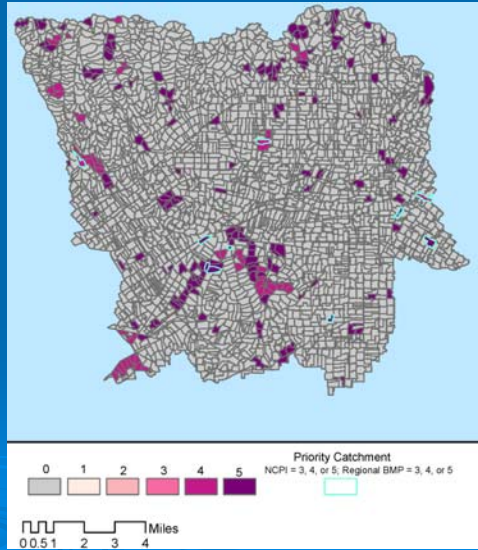 Priority Catchment
NCPI = 3, 4, or 5; Regional BMP = 3, 4, or 5
0 1 2 3 4 5
Miles
0 0.5 1 2 3 4